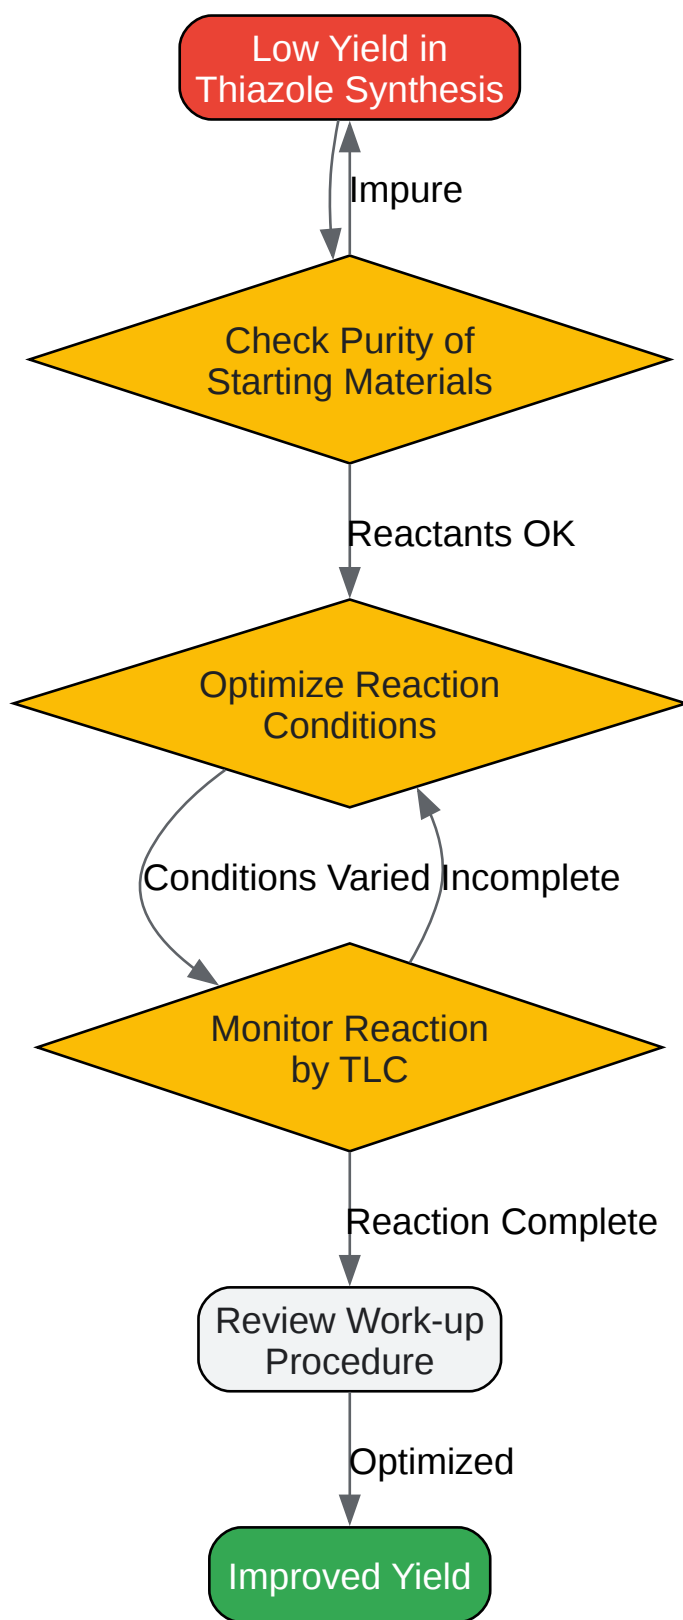 Low Yield in
Thiazole Synthesis
Impure
Check Purity of
Starting Materials
Reactants OK
Optimize Reaction
Conditions
Conditions Varied
Incomplete
Monitor Reaction
by TLC
Reaction Complete
Review Work-up
Procedure
Optimized
Improved Yield